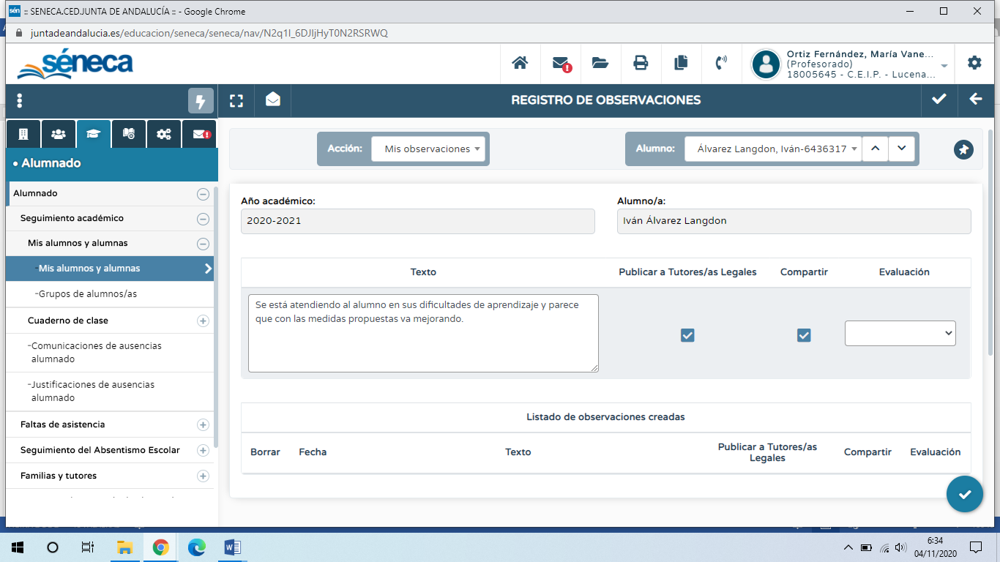 :: SENECA.CEDJUNTA DE ANDALUCÍA :: - Google Chrome
juntadeandalucia.es/educacion/seneca/seneca/nav/N2q1I_6DJIjHyT0N2RSRWQ
séneca
Ortiz Fernández, María Vane...
(Profesorado)
18005645 - C.E.I.P. - Lucena...
REGISTRO DE OBSERVACIONES
Alumnado
Acción:
Mis observaciones
Alumno:
Álvarez Langdon, Iván-6436317
Alumnado
Seguimiento académico
Mis alumnos y alumnas
-Mis alumnos y alumnas
-Grupos de alumnos/as
Cuaderno de clase
-Comunicaciones de ausencias
alumnado
-Justificaciones de ausencias
alumnado
Faltas de asistencia
Seguimiento del Absentismo Escolar
Familias y tutores
Año académico:
2020-2021
Alumno/a:
Iván Álvarez Langdon
Texto
Publicar a Tutores/as Legales
Compartir
Evaluación
Se está atendiendo al alumno en sus dificultades de aprendizaje y parece
que con las medidas propuestas va mejorando.
Listado de observaciones creadas
Borrar
Fecha
Texto
Publicar a Tutores/as
Legales
Compartir
Evaluación
6:34
04/11/2020